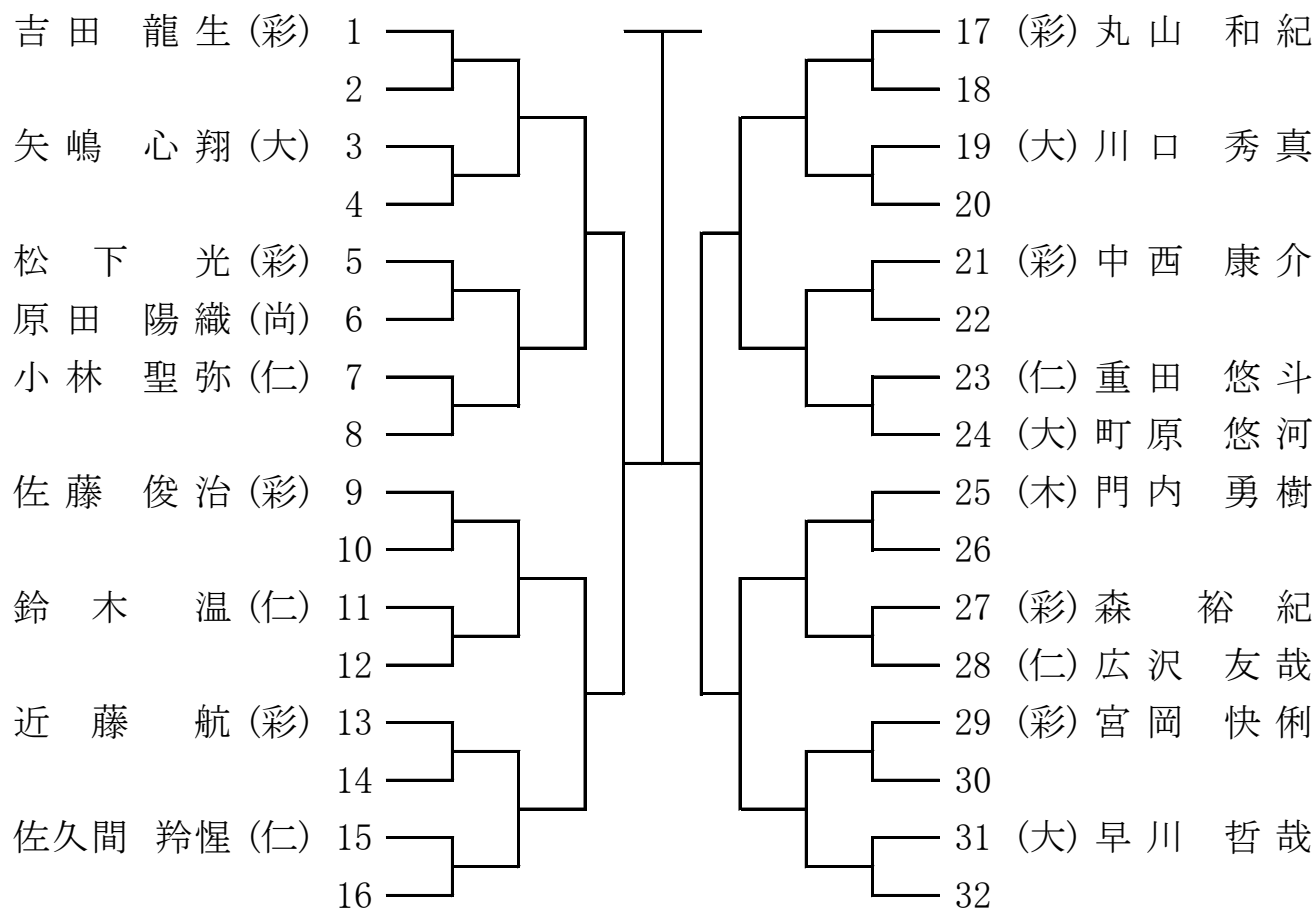 吉田 龍生 (彩) 1
2
矢嶋 心翔 (大) 3
4
松下 光 (彩) 5
原田 陽織 (尚) 6
小林 聖弥 (仁) 7
8
佐藤 俊治 (彩) 9
10
鈴木 温 (仁) 11
12
近藤 航 (彩) 13
14
佐久間 羚惺 (仁) 15
16
17 (彩) 丸山 和紀
18
19 (大) 川口 秀真
20
21 (彩) 中西 康介
22
23 (仁) 重田 悠斗
24 (大) 町原 悠河
25 (木) 門内 勇樹
26
27 (彩) 森 裕紀
28 (仁) 広沢 友哉
29 (彩) 宮岡 快俐
30
31 (大) 早川 哲哉
32